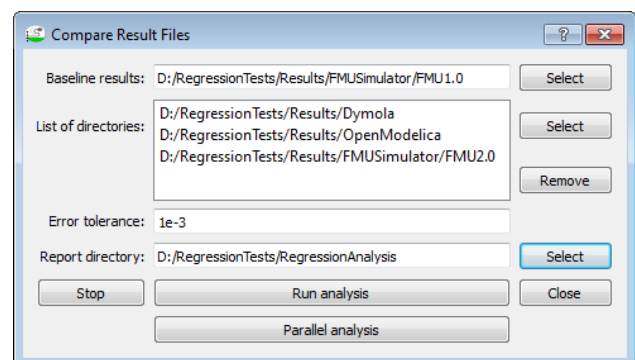 Compare Result Files
Baseline results: D:/RegressionTests/Results/FMUSimulator/FMU1.0 Select
List of directories: D:/RegressionTests/Results/Dymola Select
D:/RegressionTests/Results/OpenModelica
D:/RegressionTests/Results/FMUSimulator/FMU2.0
Remove
Error tolerance: 1e-3
Report directory: D:/RegressionTests/RegressionAnalysis Select
Stop Run analysis Close
Parallel analysis